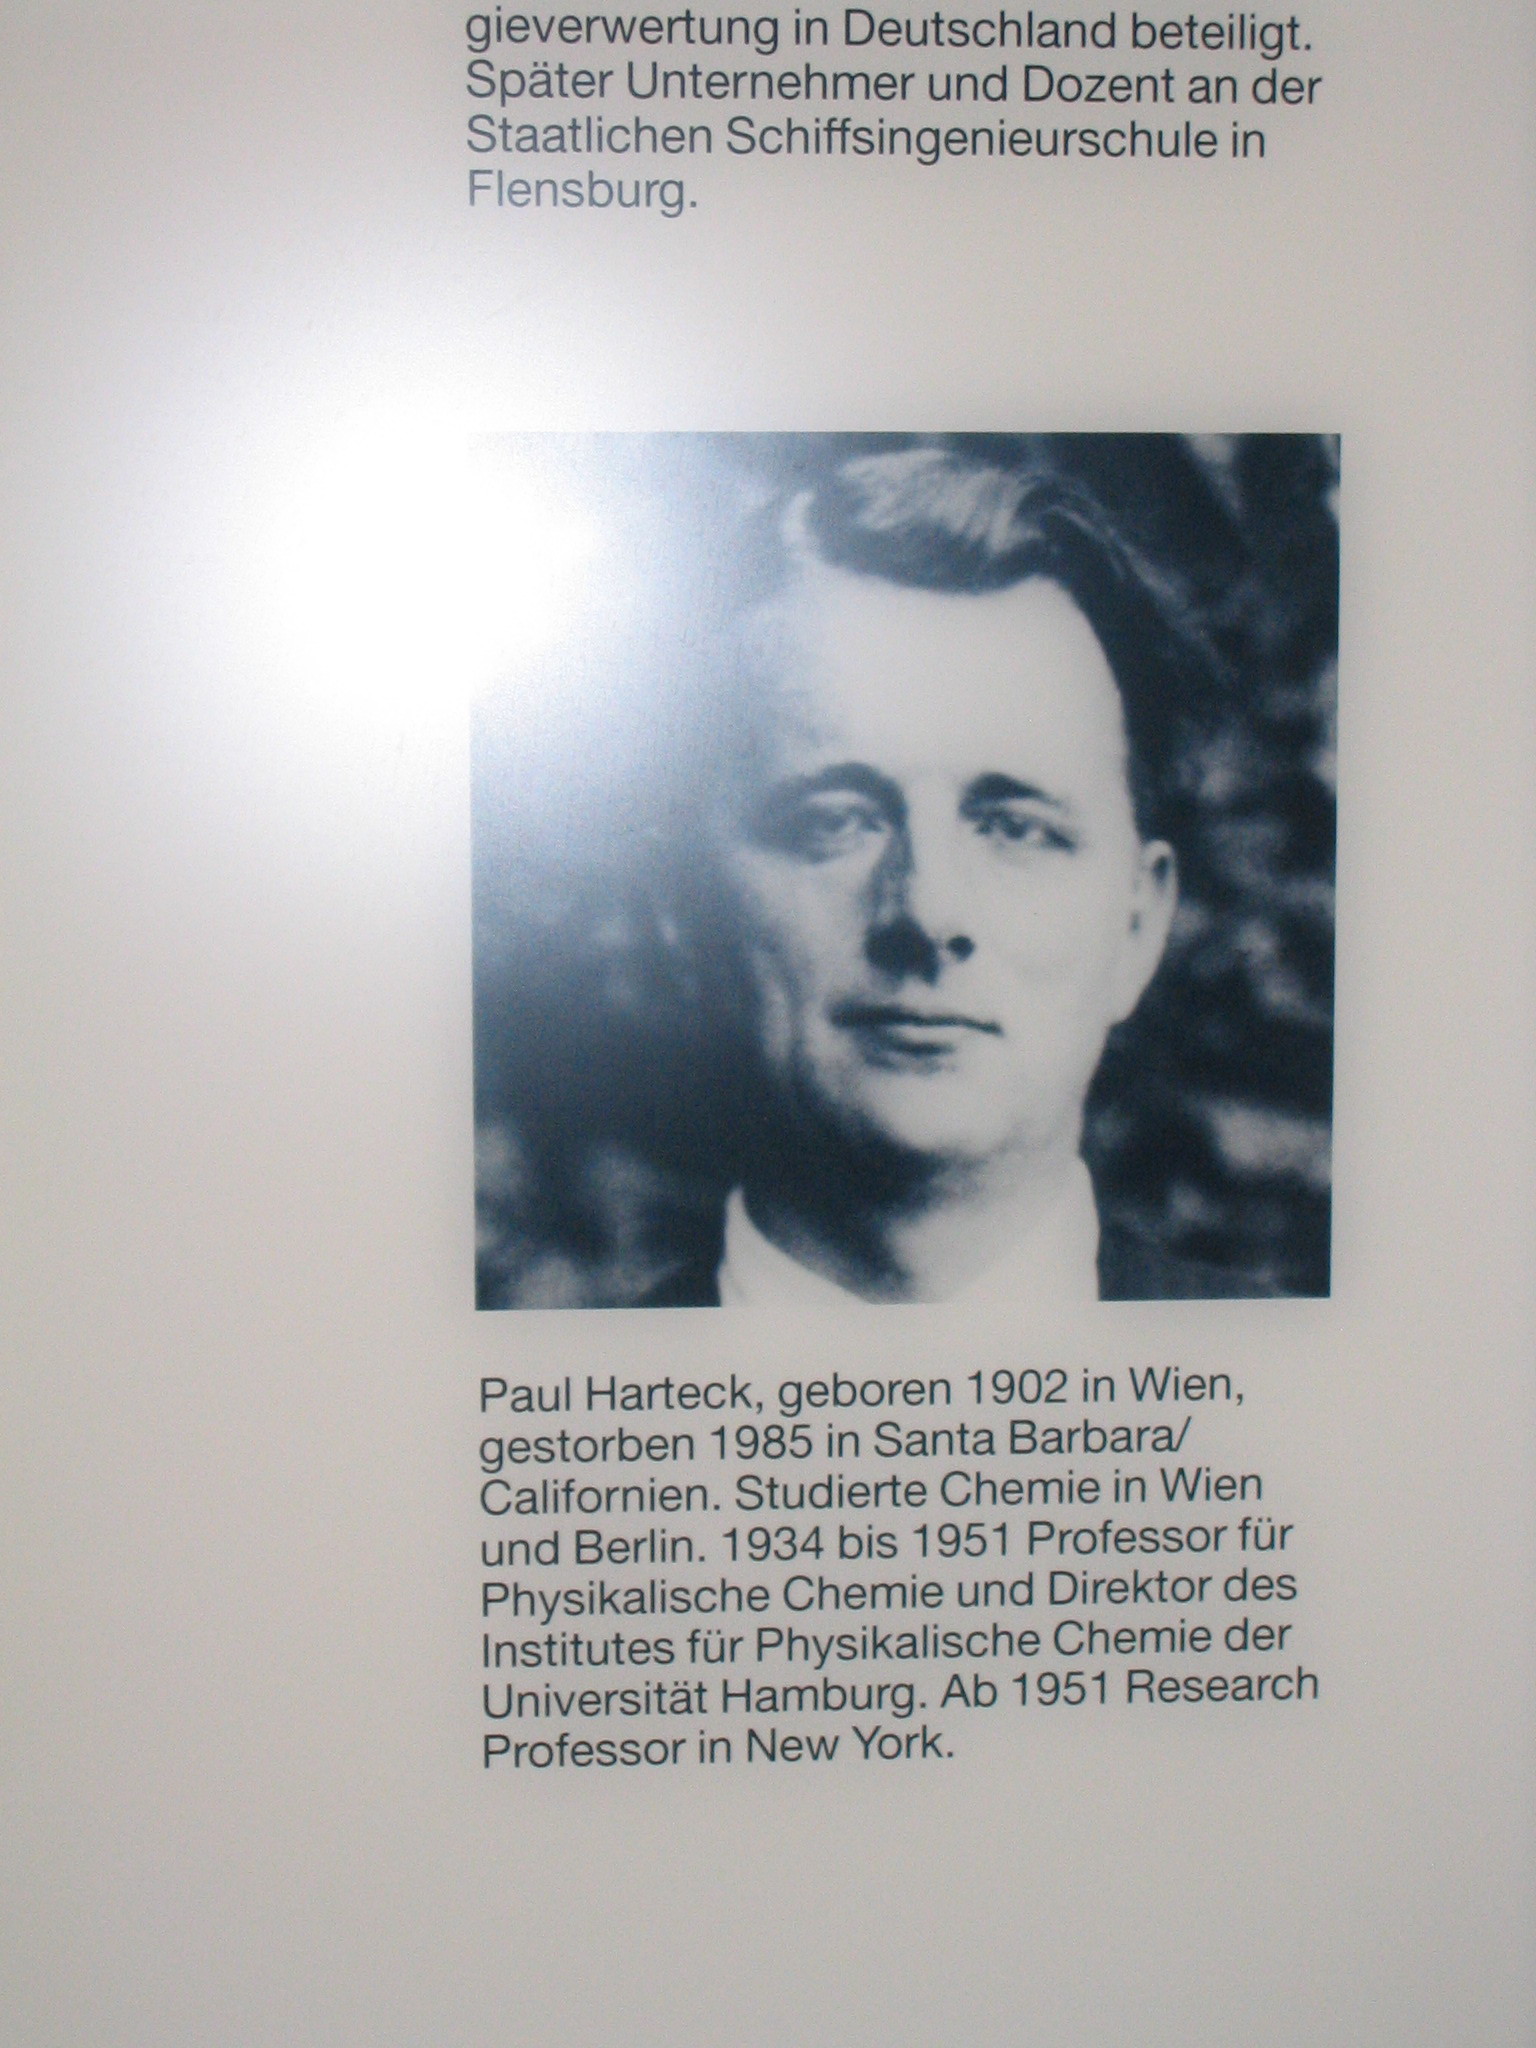 gieverwertung in Deutschland beteiligt.
Später Unternehmer und Dozent an der
Staatlichen Schiffsingenieurschule in
Flensburg.
Paul Harteck, geboren 1902 in Wien,
gestorben 1985 in Santa Barbara/
Californien. Studierte Chemie in Wien
und Berlin. 1934 bis 1951 Professor für
Physikalische Chemie und Direktor des
Institutes für Physikalische Chemie der
Universität Hamburg. Ab 1951 Research
Professor in New York.